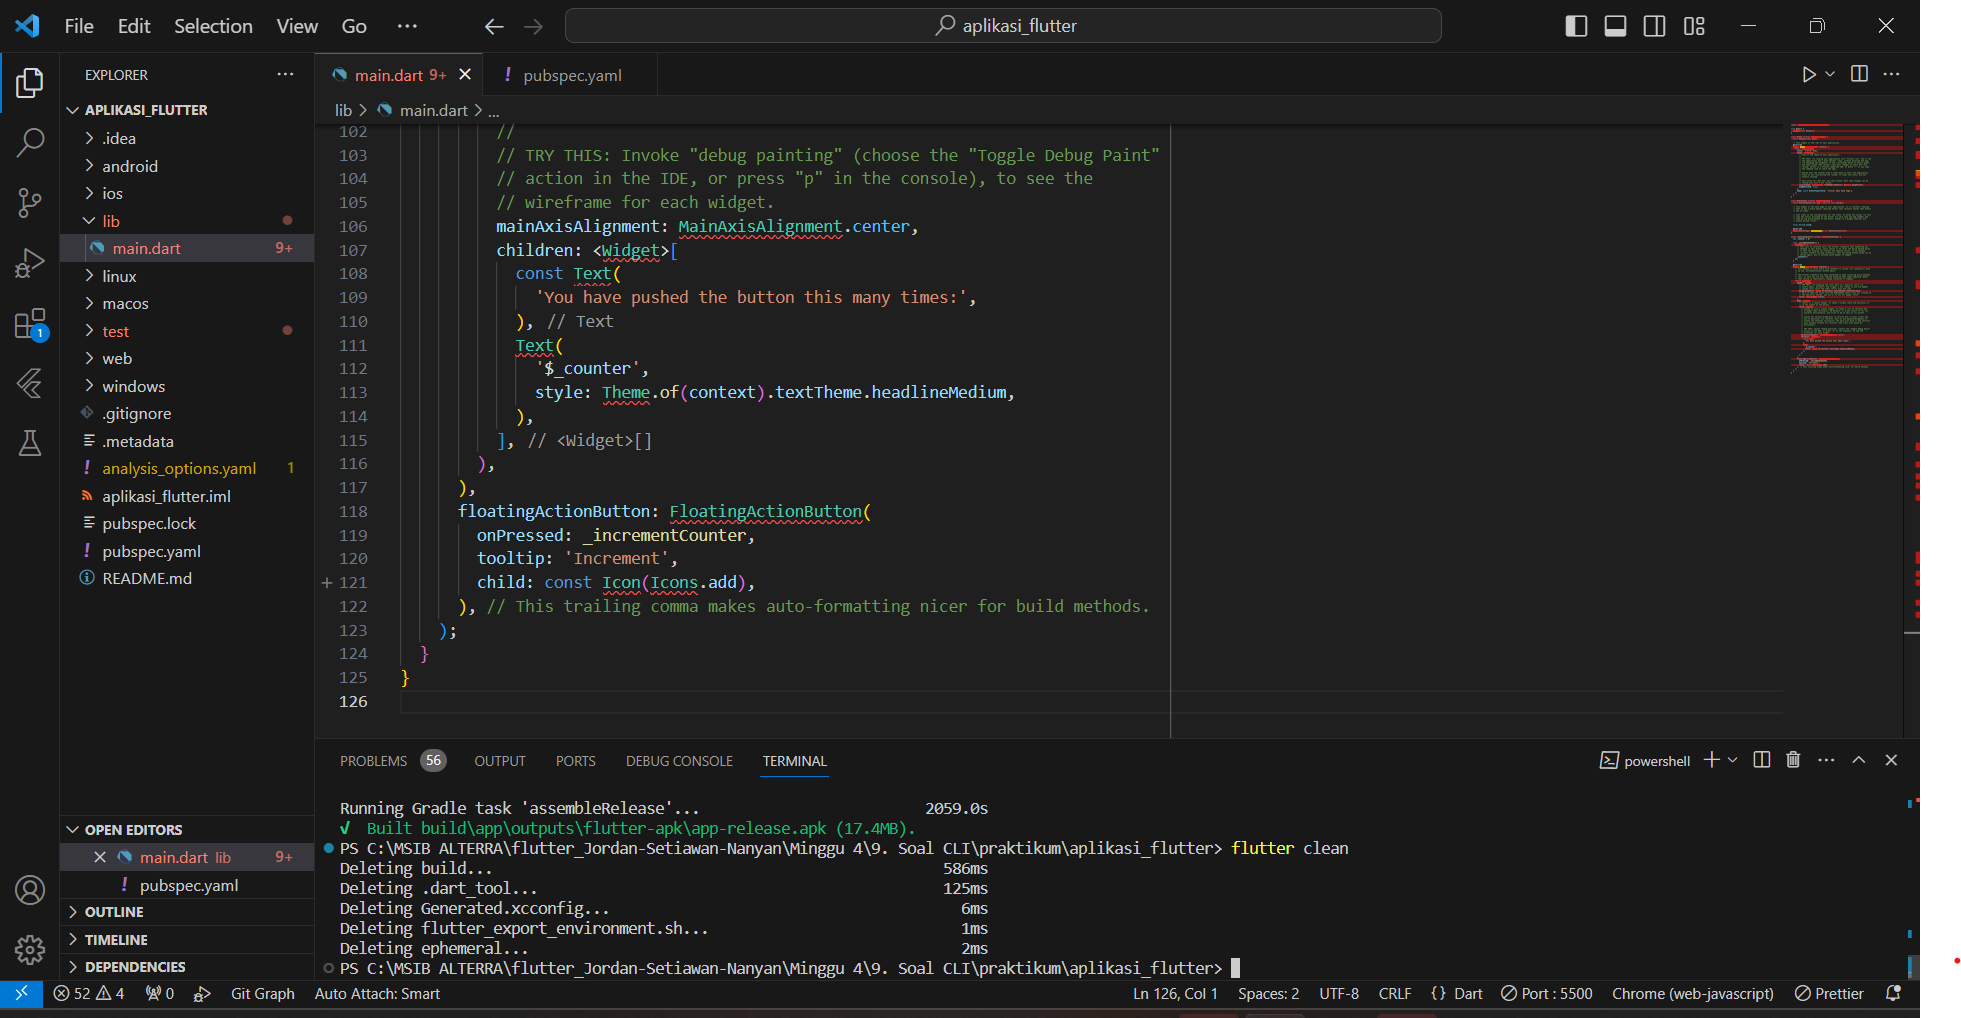 File Edit Selection View Go ··· aplikasi_flutter
EXPLORER ···
APLIKASI_FLUTTER
.idea
android
ios
lib
main.dart 9+
linux
macos
test
web
windows
.gitignore
.metadata
! analysis_options.yaml 1
aplikasi_flutter.iml
pubspec.lock
! pubspec.yaml
README.md
OPEN EDITORS
main.dart lib 9+
! pubspec.yaml
OUTLINE
TIMELINE
DEPENDENCIES
1
main.dart 9+ ! pubspec.yaml
lib > main.dart > ...
102 //
103 // TRY THIS: Invoke "debug painting" (choose the "Toggle Debug Paint"
104 // action in the IDE, or press "p" in the console), to see the
105 // wireframe for each widget.
106 mainAxisAlignment: MainAxisAlignment.center,
107 children: <Widget>[
108 const Text(
109 'You have pushed the button this many times:',
110 ), // Text
111 Text(
112 '$_counter',
113 style: Theme.of(context).textTheme.headlineMedium,
114 ),
115 ], // <Widget>[]
116 ),
117 ),
118 floatingActionButton: FloatingActionButton(
119 onPressed: _incrementCounter,
120 tooltip: 'Increment',
+ 121 child: const Icon(Icons.add),
122 ), // This trailing comma makes auto-formatting nicer for build methods.
123 );
124 }
125 }
126
PROBLEMS 56 OUTPUT PORTS DEBUG CONSOLE TERMINAL powershell
Running Gradle task 'assembleRelease'... 2059.0s
√ Built build\app\outputs\flutter-apk\app-release.apk (17.4MB).
PS C:\MSIB ALTERRA\flutter_Jordan-Setiawan-Nanyan\Minggu 4\9. Soal CLI\praktikum\aplikasi_flutter> flutter clean
Deleting build... 586ms
Deleting .dart_tool... 125ms
Deleting Generated.xcconfig... 6ms
Deleting flutter_export_environment.sh... 1ms
Deleting ephemeral... 2ms
PS C:\MSIB ALTERRA\flutter_Jordan-Setiawan-Nanyan\Minggu 4\9. Soal CLI\praktikum\aplikasi_flutter>
52 4 0 Git Graph Auto Attach: Smart Ln 126, Col 1 Spaces: 2 UTF-8 CRLF {} Dart Port : 5500 Chrome (web-javascript) Prettier